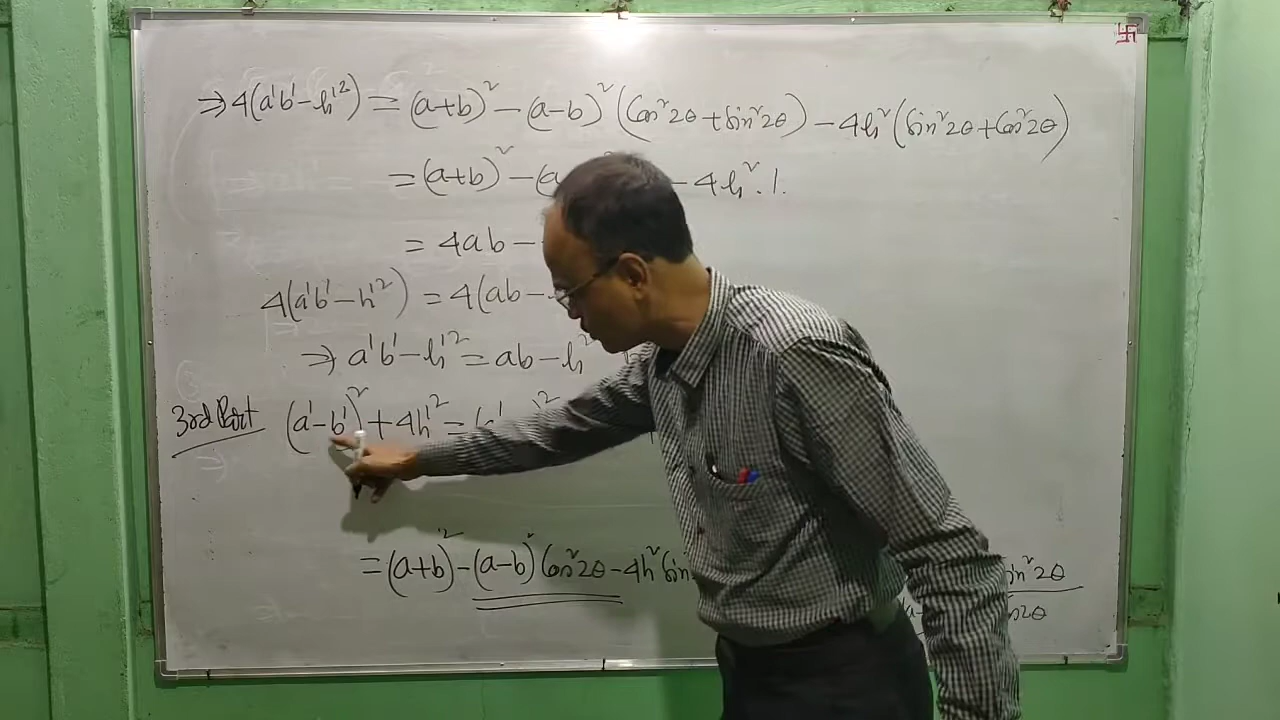 ⇒ 4(a'b' - h'²) = (a+b)² - (a-b)² (Cos²2θ + Sin²2θ) - 4h² (Sin²2θ + Cos²2θ)
= (a+b)² - (a - 4h² . 1.
= 4ab -
4(a'b' - h'²) = 4(ab -
⇒ a'b' - h'² = ab - h²
3rd Part (a' - b')² + 4h'² =
= (a+b)² - (a-b)² Cos²2θ - 4h² Sin
Sin²2θ
Cos2θ